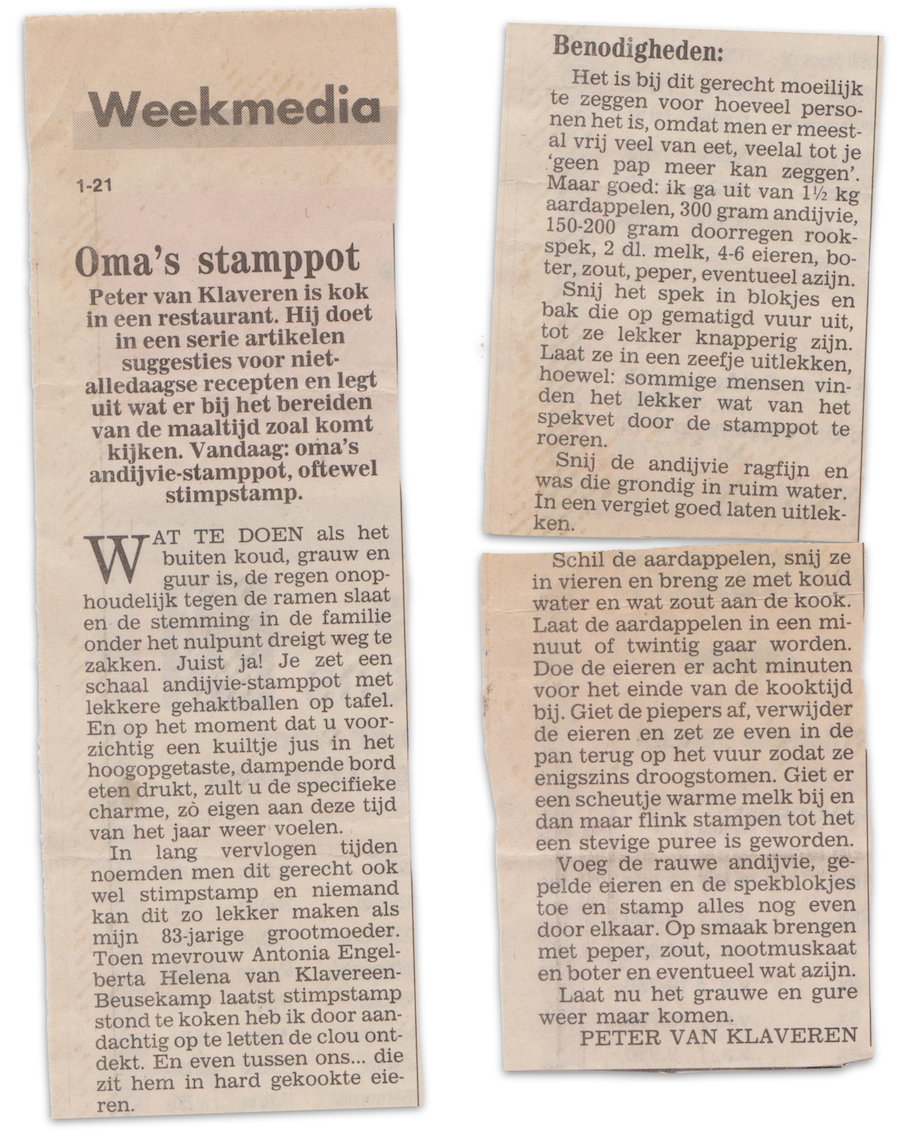 Weekmedia
1-21
Oma's stamppot
Peter van Klaveren is kok
in een restaurant. Hij doet
in een serie artikelen
suggesties voor niet-
alledaagse recepten en legt
uit wat er bij het bereiden
van de maaltijd zoal komt
kijken. Vandaag: oma's
andijvie-stamppot, oftewel
stimpstamp.
WAT TE DOEN als het
buiten koud, grauw en
guur is, de regen onop-
houdelijk tegen de ramen slaat
en de stemming in de familie
onder het nulpunt dreigt weg te
zakken. Juist ja! Je zet een
schaal andijvie-stamppot met
lekkere gehaktballen op tafel.
En op het moment dat u voor-
zichtig een kuiltje jus in het
hoogopgetaste, dampende bord
eten drukt, zult u de specifieke
charme, zò eigen aan deze tijd
van het jaar weer voelen.
In lang vervlogen tijden
noemden men dit gerecht ook
wel stimpstamp en niemand
kan dit zo lekker maken als
mijn 83-jarige grootmoeder.
Toen mevrouw Antonia Engel-
berta Helena van Klavereen-
Beusekamp laatst stimpstamp
stond te koken heb ik door aan-
dachtig op te letten de clou ont-
dekt. En even tussen ons... die
zit hem in hard gekookte eie-
ren.
Benodigheden:
Het is bij dit gerecht moeilijk
te zeggen voor hoeveel perso-
nen het is, omdat men er meest-
al vrij veel van eet, veelal tot je
'geen pap meer kan zeggen'.
Maar goed: ik ga uit van 1½ kg
aardappelen, 300 gram andijvie,
150-200 gram doorregen rook-
spek, 2 dl. melk, 4-6 eieren, bo-
ter, zout, peper, eventueel azijn.
Snij het spek in blokjes en
bak die op gematigd vuur uit,
tot ze lekker knapperig zijn.
Laat ze in een zeefje uitlekken,
hoewel: sommige mensen vin-
den het lekker wat van het
spekvet door de stamppot te
roeren.
Snij de andijvie ragfijn en
was die grondig in ruim water.
In een vergiet goed laten uitlek-
ken.
Schil de aardappelen, snij ze
in vieren en breng ze met koud
water en wat zout aan de kook.
Laat de aardappelen in een mi-
nuut of twintig gaar worden.
Doe de eieren er acht minuten
voor het einde van de kooktijd
bij. Giet de piepers af, verwijder
de eieren en zet ze even in de
pan terug op het vuur zodat ze
enigszins droogstomen. Giet er
een scheutje warme melk bij en
dan maar flink stampen tot het
een stevige puree is geworden.
Voeg de rauwe andijvie, ge-
pelde eieren en de spekblokjes
toe en stamp alles nog even
door elkaar. Op smaak brengen
met peper, zout, nootmuskaat
en boter en eventueel wat azijn.
Laat nu het grauwe en gure
weer maar komen.
PETER VAN KLAVEREN